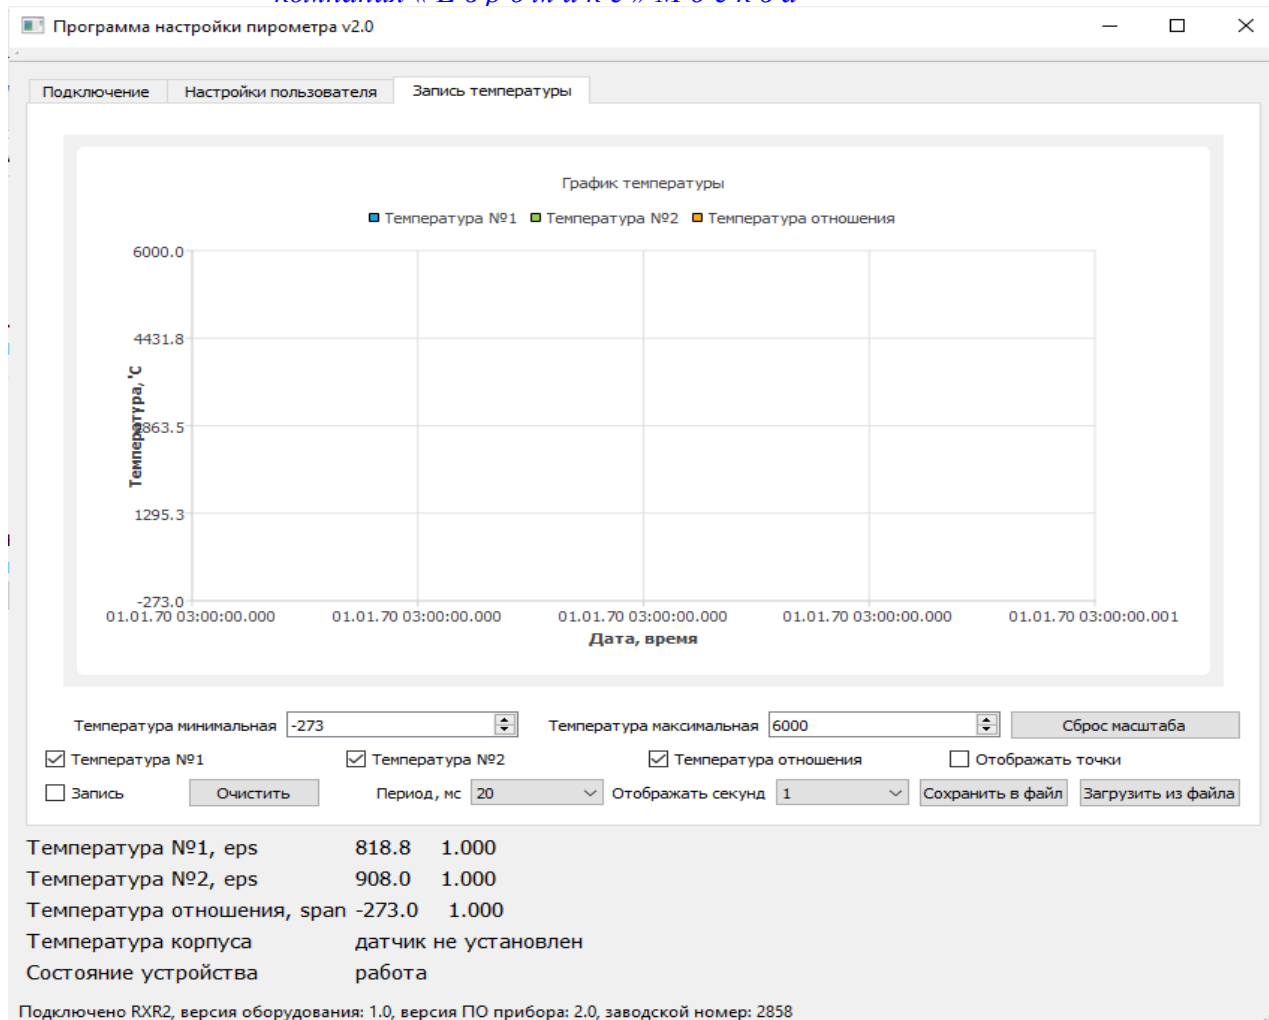 компания « Е в р о т и к с » М о с к в а
Программа настройки пирометра v2.0
Подключение Настройки пользователя Запись температуры
График температуры
Температура №1 Температура №2 Температура отношения
6000.0
4431.8
2863.5
1295.3
-273.0
Температура, 'C
01.01.70 03:00:00.000 01.01.70 03:00:00.000 01.01.70 03:00:00.000 01.01.70 03:00:00.000 01.01.70 03:00:00.001
Дата, время
Температура минимальная -273 Температура максимальная 6000 Сброс масштаба
Температура №1 Температура №2 Температура отношения Отображать точки
Запись Очистить Период, мс 20 Отображать секунд 1 Сохранить в файл Загрузить из файла
Температура №1, eps 818.8 1.000
Температура №2, eps 908.0 1.000
Температура отношения, span -273.0 1.000
Температура корпуса датчик не установлен
Состояние устройства работа
Подключено RXR2, версия оборудования: 1.0, версия ПО прибора: 2.0, заводской номер: 2858